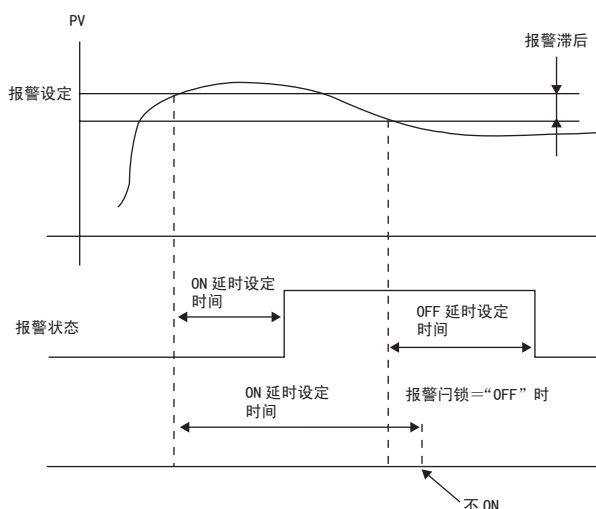 PV
报警滞后
报警设定
ON 延时设定
时间
报警状态
OFF 延时设定
时间
ON 延时设定
时间
报警闩锁＝“OFF”时
不 ON